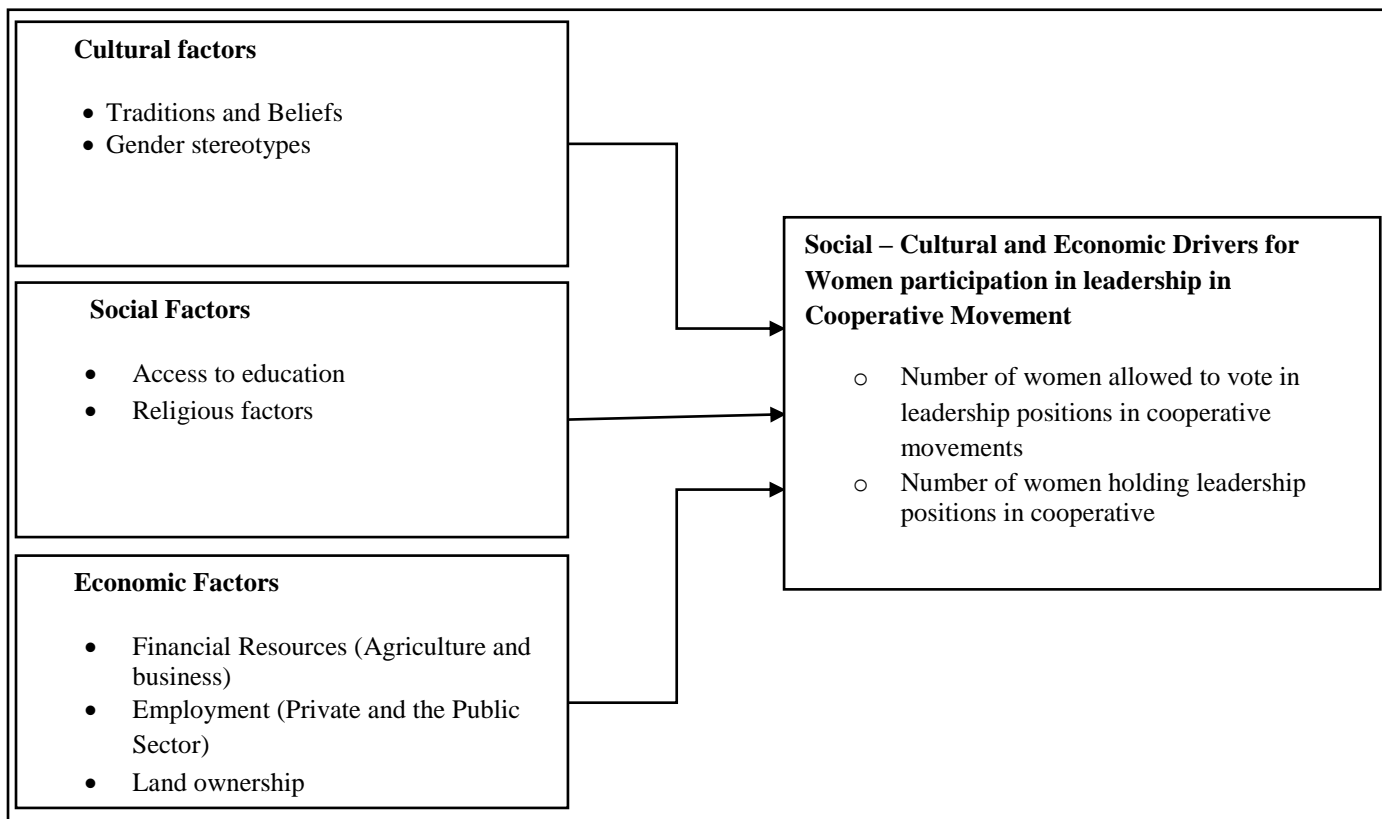 Cultural factors
• Traditions and Beliefs
• Gender stereotypes
Social Factors
• Access to education
• Religious factors
Economic Factors
• Financial Resources (Agriculture and
business)
• Employment (Private and the Public
Sector)
• Land ownership
Social – Cultural and Economic Drivers for
Women participation in leadership in
Cooperative Movement
o Number of women allowed to vote in
leadership positions in cooperative
movements
o Number of women holding leadership
positions in cooperative